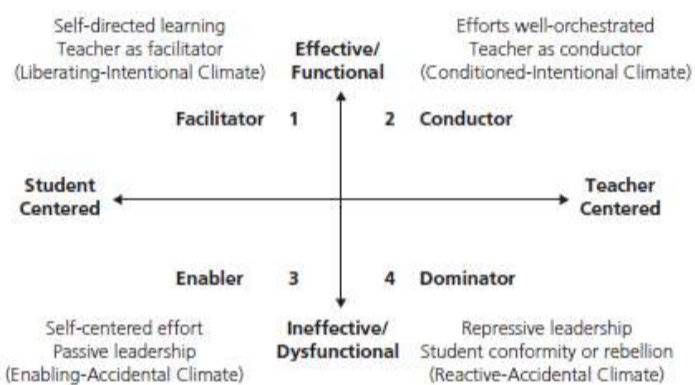 Self-directed learning
Teacher as facilitator
(Liberating-Intentional Climate)
Effective/
Functional
Efforts well-orchestrated
Teacher as conductor
(Conditioned-Intentional Climate)
Facilitator 1
2 Conductor
Student
Centered
Teacher
Centered
Enabler 3
4 Dominator
Self-centered effort
Passive leadership
(Enabling-Accidental Climate)
Ineffective/
Dysfunctional
Repressive leadership
Student conformity or rebellion
(Reactive-Accidental Climate)